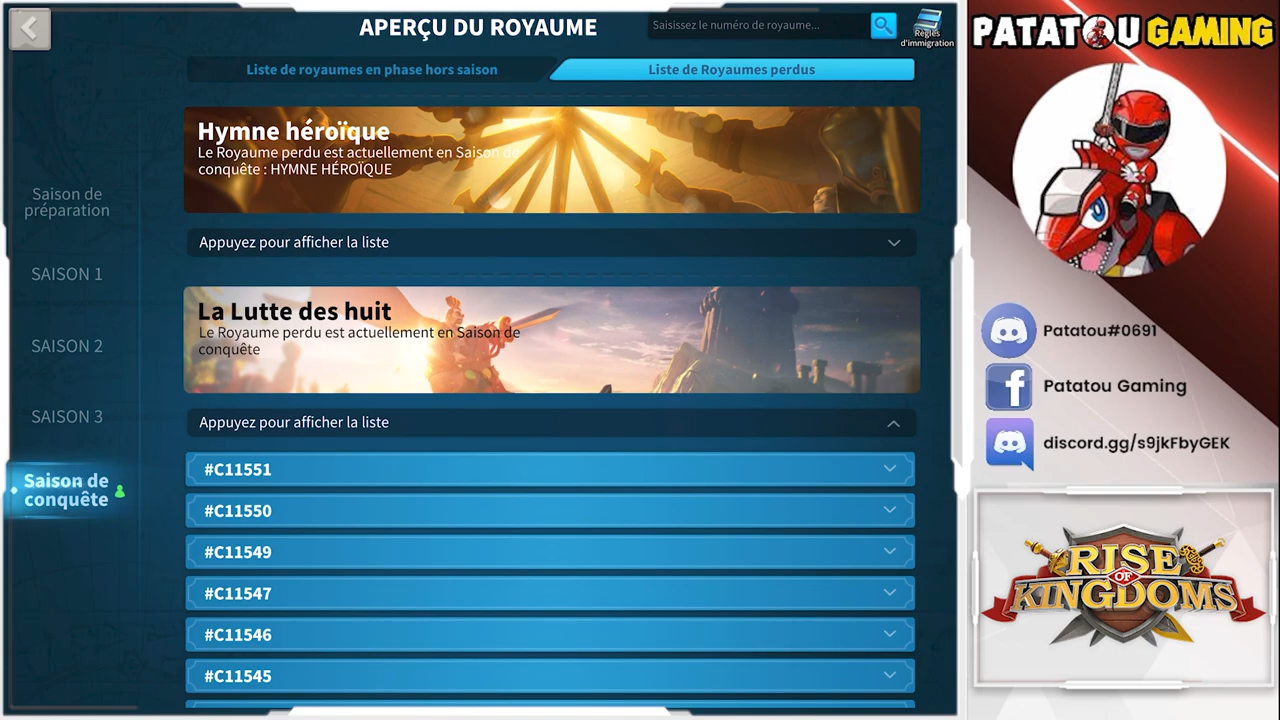 APERÇU DU ROYAUME
Saisissez le numéro de royaume...
Règles
d'immigration
Liste de royaumes en phase hors saison
Liste de Royaumes perdus
Saison de
préparation
SAISON 1
SAISON 2
SAISON 3
Saison de
conquête
Hymne héroïque
Le Royaume perdu est actuellement en Saison de
conquête : HYMNE HÉROÏQUE
Appuyez pour afficher la liste
La Lutte des huit
Le Royaume perdu est actuellement en Saison de
conquête
Appuyez pour afficher la liste
#C11551
#C11550
#C11549
#C11547
#C11546
#C11545
PATATOU GAMING
Patatou#0691
Patatou Gaming
discord.gg/s9jkFbyGEK
RISE
OF
KINGDOMS